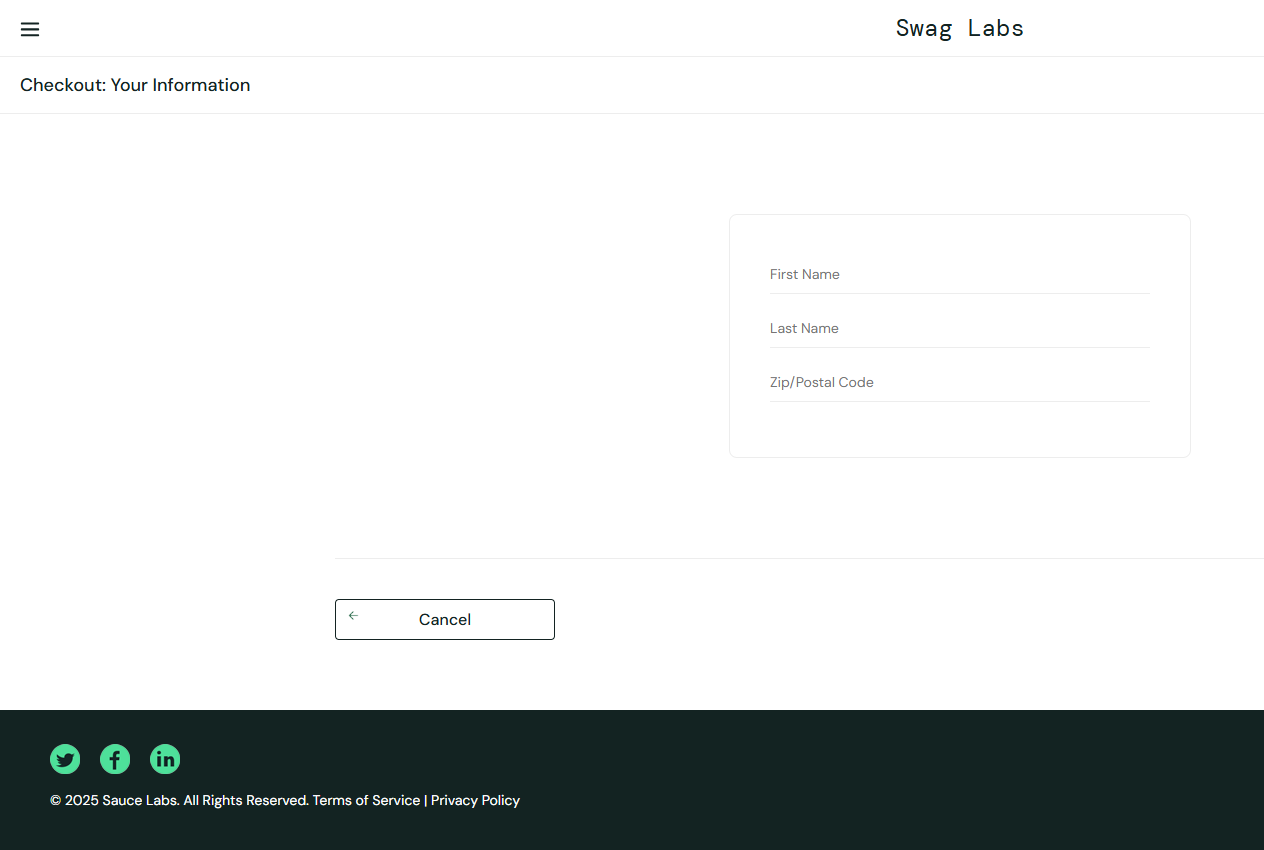 Swag Labs
Checkout: Your Information
First Name
Last Name
Zip/Postal Code
Cancel
© 2025 Sauce Labs. All Rights Reserved. Terms of Service | Privacy Policy